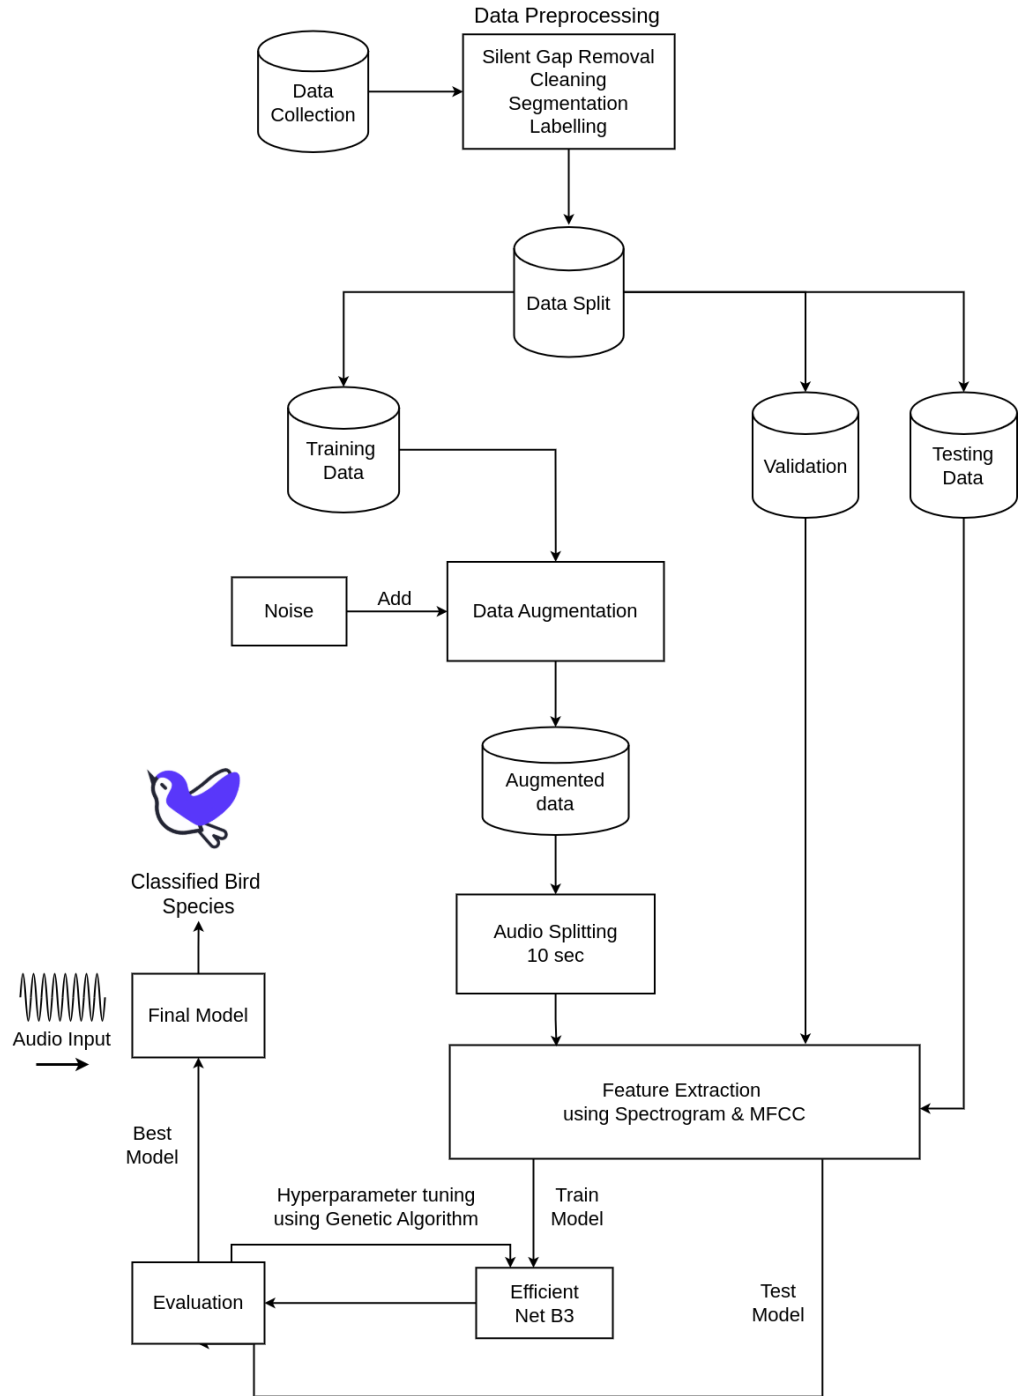 Data Preprocessing
Data
Collection
Silent Gap Removal
Cleaning
Segmentation
Labelling
Data Split
Training
Data
Validation
Testing
Data
Noise
Add
Data Augmentation
Augmented
data
Classified Bird
Species
Audio Splitting
10 sec
Final Model
Audio Input
Feature Extraction
using Spectrogram & MFCC
Best
Model
Hyperparameter tuning
using Genetic Algorithm
Train
Model
Evaluation
Efficient
Net B3
Test
Model